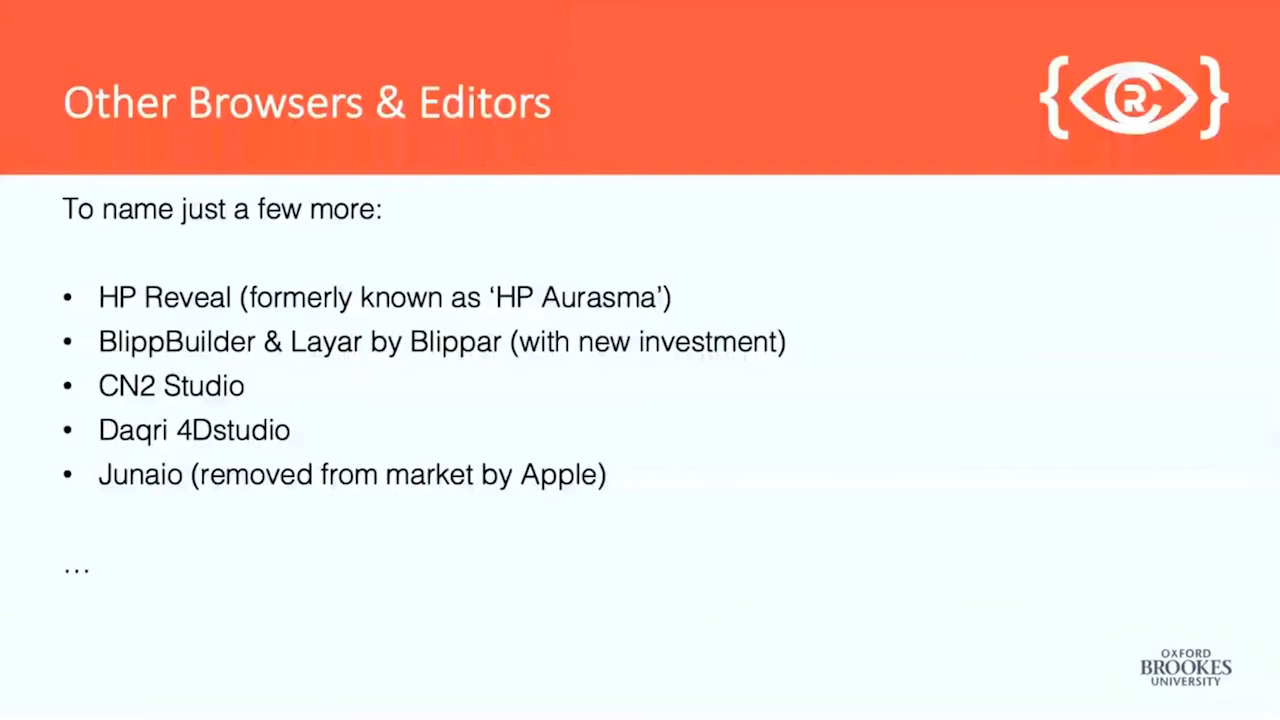 Other Browsers & Editors
To name just a few more:
• HP Reveal (formerly known as ‘HP Aurasma’)
• BlippBuilder & Layar by Blippar (with new investment)
• CN2 Studio
• Daqri 4Dstudio
• Junaio (removed from market by Apple)
…
OXFORD
BROOKES
UNIVERSITY